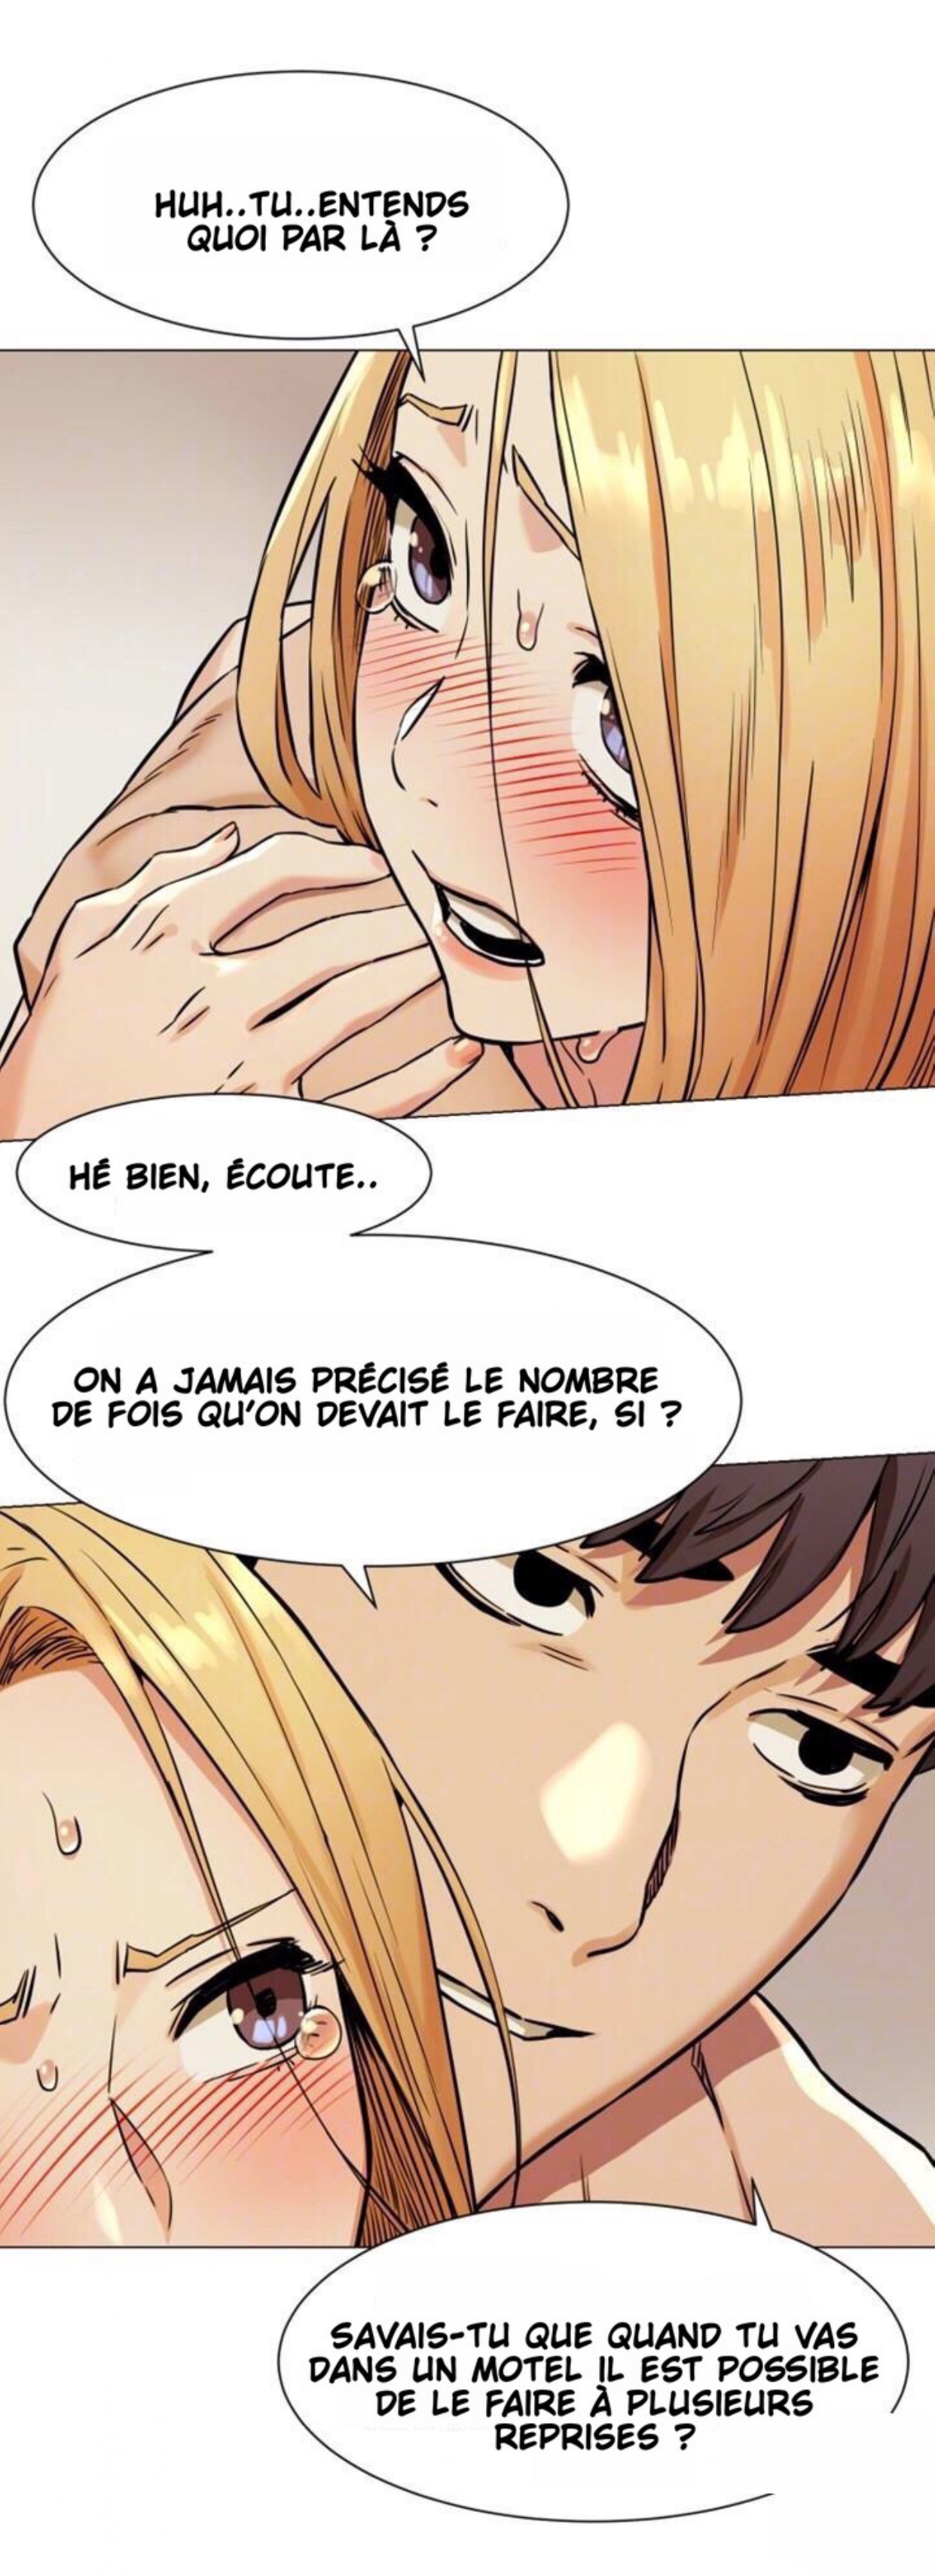 HUH..TU..ENTENDS
QUOI PAR LÀ ?
HÉ BIEN, ÉCOUTE..
ON A JAMAIS PRÉCISÉ LE NOMBRE
DE FOIS QU'ON DEVAIT LE FAIRE, SI ?
SAVAIS-TU QUE QUAND TU VAS
DANS UN MOTEL IL EST POSSIBLE
DE LE FAIRE À PLUSIEURS
REPRISES ?